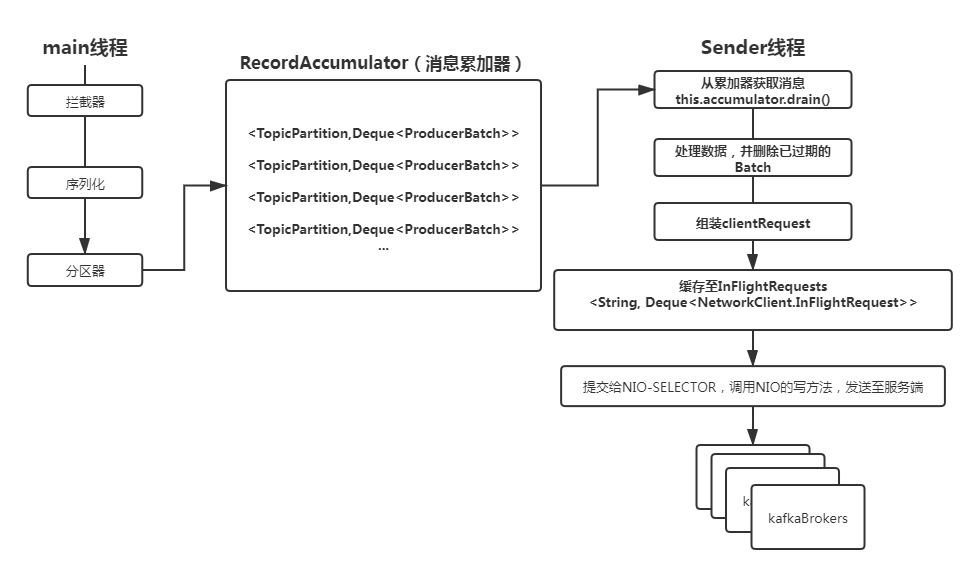 main线程
拦截器
序列化
分区器
RecordAccumulator（消息累加器）
<TopicPartition,Deque<ProducerBatch>>
<TopicPartition,Deque<ProducerBatch>>
<TopicPartition,Deque<ProducerBatch>>
<TopicPartition,Deque<ProducerBatch>>
...
Sender线程
从累加器获取消息
this.accumulator.drain()
处理数据，并删除已过期的
Batch
组装clientRequest
缓存至InFlightRequests
<String, Deque<NetworkClient.InFlightRequest>>
提交给NIO-SELECTOR，调用NIO的写方法，发送至服务端
kafkaBrokers